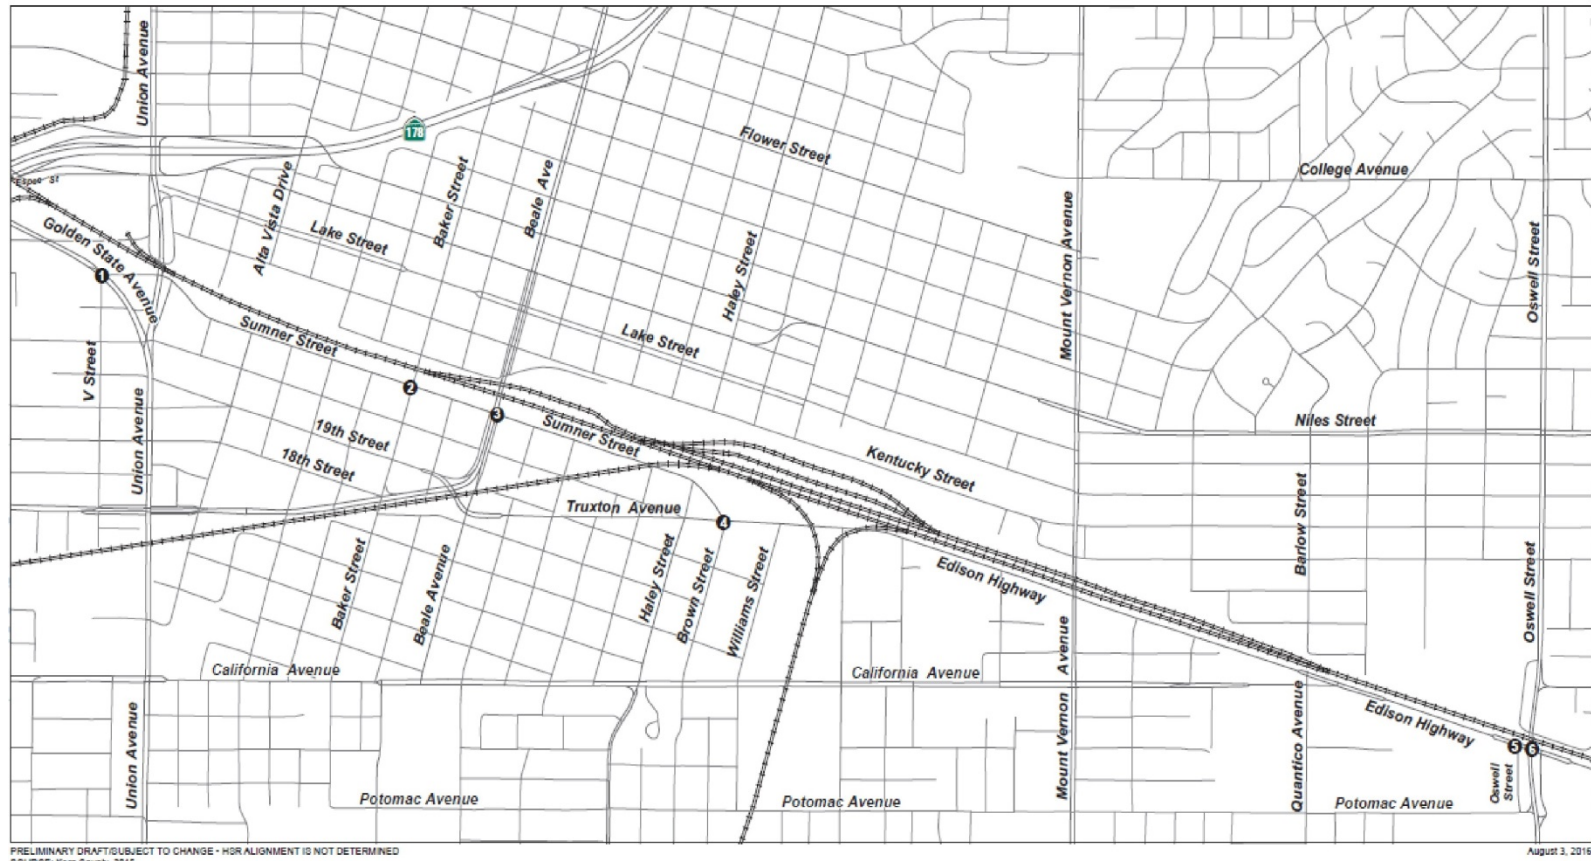 Union Avenue
178
Flower Street
College Avenue
Espee St
Alta Vista Drive
Baker Street
Beale Ave
Lake Street
Haley Street
Mount Vernon Avenue
Oswell Street
Golden State Avenue
1
Sumner Street
Lake Street
V Street
Union Avenue
2
3
19th Street
18th Street
Sumner Street
Kentucky Street
Niles Street
Barlow Street
Truxton Avenue
4
Baker Street
Beale Avenue
Haley Street
Brown Street
Williams Street
Edison Highway
Oswell Street
California Avenue
California Avenue
Mount Vernon Avenue
Union Avenue
Quantico Avenue
Edison Highway
5
6
Oswell
Street
Potomac Avenue
Potomac Avenue
Potomac Avenue
PRELIMINARY DRAFT/SUBJECT TO CHANGE - HSR ALIGNMENT IS NOT DETERMINED
August 3, 2016